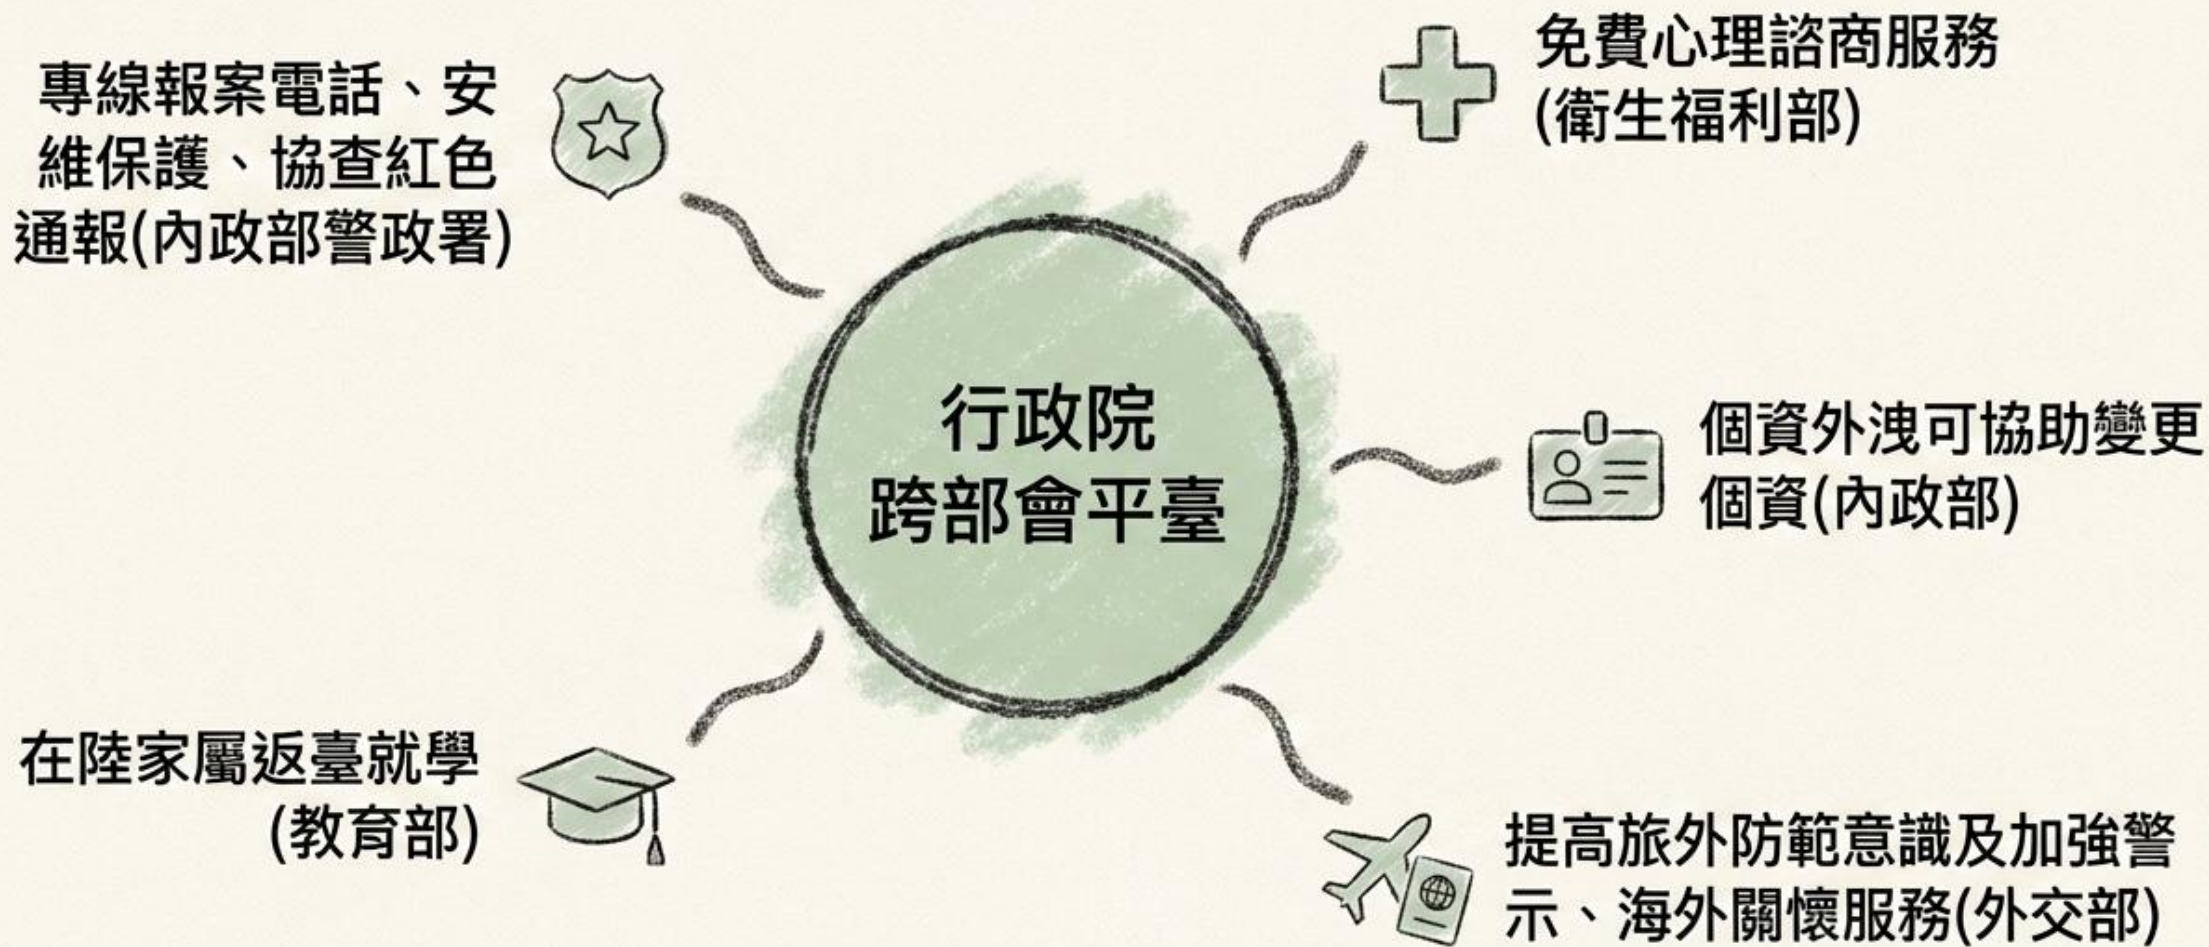 專線報案電話、安
維保護、協查紅色
通報(內政部警政署)
免費心理諮商服務
(衛生福利部)
行政院
跨部會平臺
個資外洩可協助變更
個資(內政部)
在陸家屬返臺就學
(教育部)
提高旅外防範意識及加強警
示、海外關懷服務(外交部)